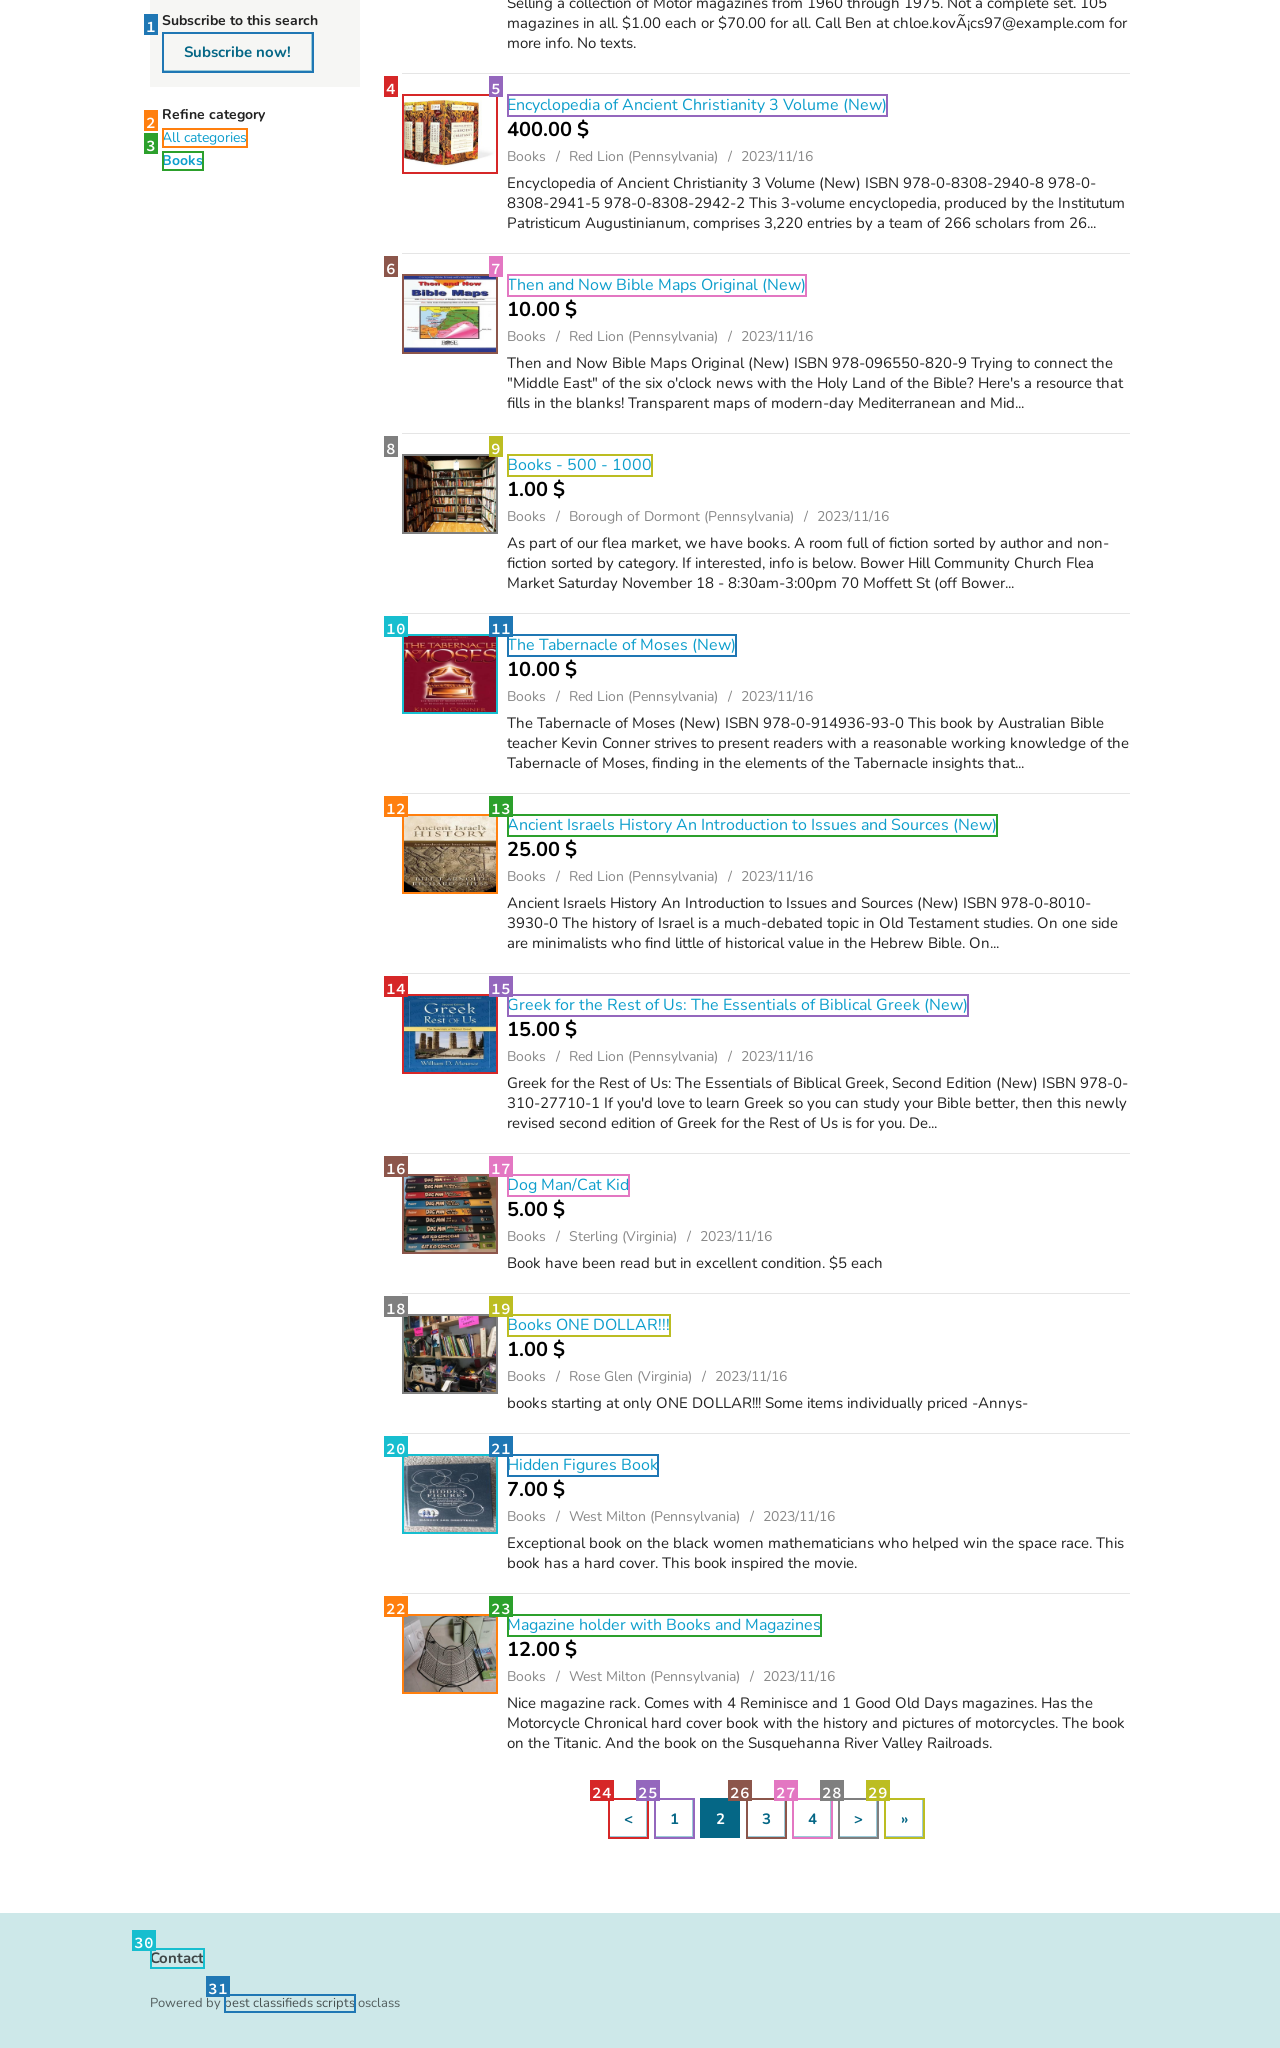 Subscribe to this search
1
Subscribe now!
2
Refine category
3
All categories
Books
Selling a collection of Motor magazines from 1960 through 1975. Not a complete set. 105
magazines in all. $1.00 each or $70.00 for all. Call Ben at chloe.kovÃ¡cs97@example.com for
more info. No texts.
4
5
Encyclopedia of Ancient Christianity 3 Volume (New)
400.00 $
Books / Red Lion (Pennsylvania) / 2023/11/16
Encyclopedia of Ancient Christianity 3 Volume (New) ISBN 978-0-8308-2940-8 978-0-
8308-2941-5 978-0-8308-2942-2 This 3-volume encyclopedia, produced by the Institutum
Patristicum Augustinianum, comprises 3,220 entries by a team of 266 scholars from 26...
6
7
Then and Now
Bible Maps
Then and Now Bible Maps Original (New)
10.00 $
Books / Red Lion (Pennsylvania) / 2023/11/16
Then and Now Bible Maps Original (New) ISBN 978-096550-820-9 Trying to connect the
"Middle East" of the six o'clock news with the Holy Land of the Bible? Here's a resource that
fills in the blanks! Transparent maps of modern-day Mediterranean and Mid...
8
9
Books - 500 - 1000
1.00 $
Books / Borough of Dormont (Pennsylvania) / 2023/11/16
As part of our flea market, we have books. A room full of fiction sorted by author and non-
fiction sorted by category. If interested, info is below. Bower Hill Community Church Flea
Market Saturday November 18 - 8:30am-3:00pm 70 Moffett St (off Bower...
10
11
THE TABERNACLE
MOSES
KEVIN J. CONNER
The Tabernacle of Moses (New)
10.00 $
Books / Red Lion (Pennsylvania) / 2023/11/16
The Tabernacle of Moses (New) ISBN 978-0-914936-93-0 This book by Australian Bible
teacher Kevin Conner strives to present readers with a reasonable working knowledge of the
Tabernacle of Moses, finding in the elements of the Tabernacle insights that...
12
13
Ancient Israel's
HISTORY
Ancient Israels History An Introduction to Issues and Sources (New)
25.00 $
Books / Red Lion (Pennsylvania) / 2023/11/16
Ancient Israels History An Introduction to Issues and Sources (New) ISBN 978-0-8010-
3930-0 The history of Israel is a much-debated topic in Old Testament studies. On one side
are minimalists who find little of historical value in the Hebrew Bible. On...
14
15
Greek
Rest of Us
William D. Mounce
Greek for the Rest of Us: The Essentials of Biblical Greek (New)
15.00 $
Books / Red Lion (Pennsylvania) / 2023/11/16
Greek for the Rest of Us: The Essentials of Biblical Greek, Second Edition (New) ISBN 978-0-
310-27710-1 If you'd love to learn Greek so you can study your Bible better, then this newly
revised second edition of Greek for the Rest of Us is for you. De...
16
17
Dog Man/Cat Kid
5.00 $
Books / Sterling (Virginia) / 2023/11/16
Book have been read but in excellent condition. $5 each
18
19
Books ONE DOLLAR!!!
1.00 $
Books / Rose Glen (Virginia) / 2023/11/16
books starting at only ONE DOLLAR!!! Some items individually priced -Annys-
20
21
HIDDEN
FIGURES
Hidden Figures Book
7.00 $
Books / West Milton (Pennsylvania) / 2023/11/16
Exceptional book on the black women mathematicians who helped win the space race. This
book has a hard cover. This book inspired the movie.
22
23
Magazine holder with Books and Magazines
12.00 $
Books / West Milton (Pennsylvania) / 2023/11/16
Nice magazine rack. Comes with 4 Reminisce and 1 Good Old Days magazines. Has the
Motorcycle Chronical hard cover book with the history and pictures of motorcycles. The book
on the Titanic. And the book on the Susquehanna River Valley Railroads.
24 25 26 27 28 29
< 1 2 3 4 > »
30
Contact
31
Powered by best classifieds scripts osclass